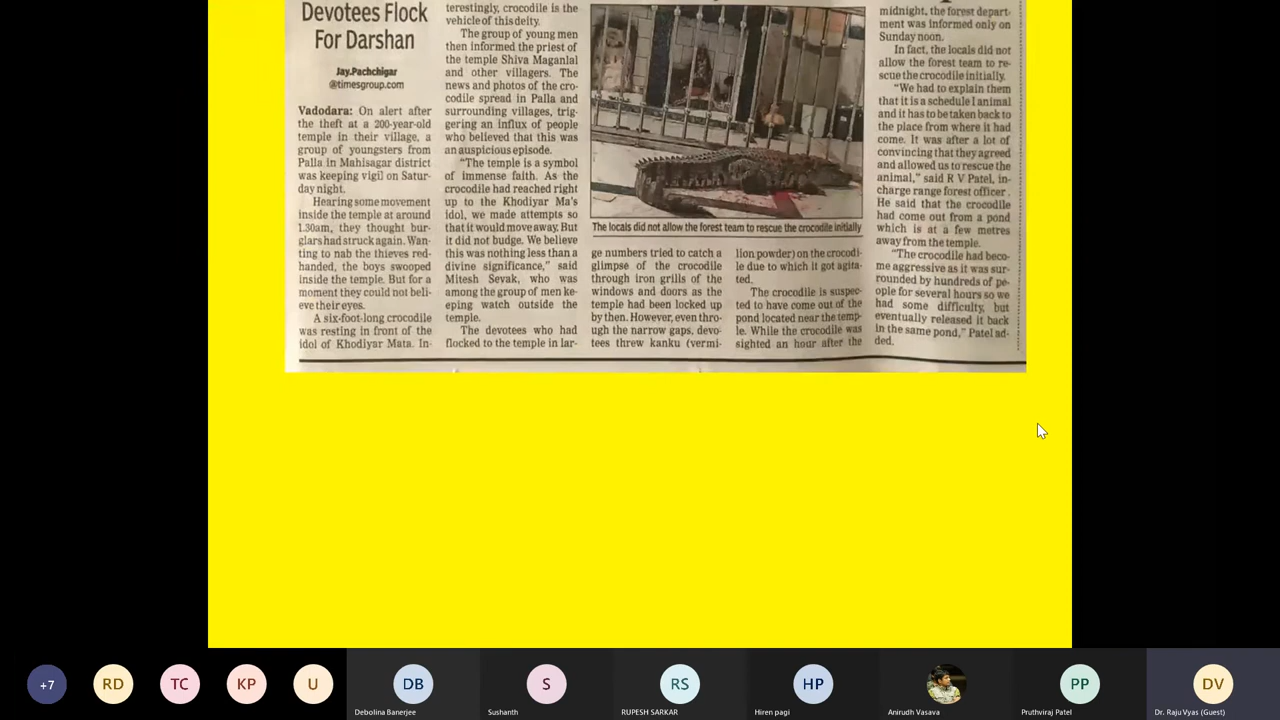 Devotees Flock
For Darshan
Jay.Pachchigar
@timesgroup.com
Vadodara: On alert after
the theft at a 200-year-old
temple in their village, a
group of youngsters from
Palla in Mahisagar district
was keeping vigil on Satur-
day night.
Hearing some movement
inside the temple at around
1.30am, they thought bur-
glars had struck again. Wan-
ting to nab the thieves red-
handed, the boys swooped
inside the temple. But for a
moment they could not beli-
eve their eyes.
A six-foot-long crocodile
was resting in front of the
idol of Khodiyar Mata. In-
terestingly, crocodile is the
vehicle of this deity.
The group of young men
then informed the priest of
the temple Shiva Maganlal
and other villagers. The
news and photos of the cro-
codile spread in Palla and
surrounding villages, trig-
gering an influx of people
who believed that this was
an auspicious episode.
"The temple is a symbol
of immense faith. As the
crocodile had reached right
up to the Khodiyar Ma's
idol, we made attempts so
that it would move away. But
it did not budge. We believe
this was nothing less than a
divine significance," said
Mitesh Sevak, who was
among the group of men ke-
eping watch outside the
temple.
The devotees who had
flocked to the temple in lar-
The locals did not allow the forest team to rescue the crocodile initially
ge numbers tried to catch a
glimpse of the crocodile
through iron grills of the
windows and doors as the
temple had been locked up
by then. However, even thro-
ugh the narrow gaps, devo-
tees threw kanku (vermi-
lion powder) on the crocodi-
le due to which it got agita-
ted.
The crocodile is suspec-
ted to have come out of the
pond located near the temp-
le. While the crocodile was
sighted an hour after the
midnight, the forest depart-
ment was informed only on
Sunday noon.
In fact, the locals did not
allow the forest team to re-
scue the crocodile initially.
"We had to explain them
that it is a schedule I animal
and it has to be taken back to
the place from where it had
come. It was after a lot of
convincing that they agreed
and allowed us to rescue the
animal," said R V Patel, in-
charge range forest officer.
He said that the crocodile
had come out from a pond
which is at a few metres
away from the temple.
"The crocodile had beco-
me aggressive as it was sur-
rounded by hundreds of pe-
ople for several hours so we
had some difficulty, but
eventually released it back
in the same pond," Patel ad-
ded.
+7
RD
TC
KP
U
DB
Debolina Banerjee
S
Sushanth
RS
RUPESH SARKAR
HP
Hiren pagi
Anirudh Vasava
PP
Pruthviraj Patel
DV
Dr. Raju Vyas (Guest)